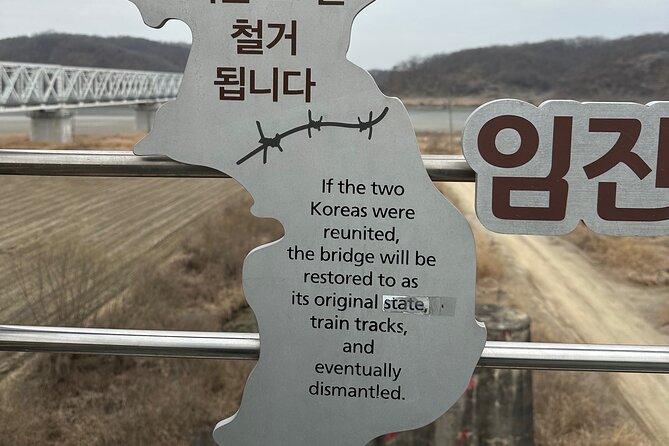 철거
됩니다
If the two
Koreas were
reunited,
the bridge will be
restored to as
its original state,
train tracks,
and
eventually
dismantled.
임진